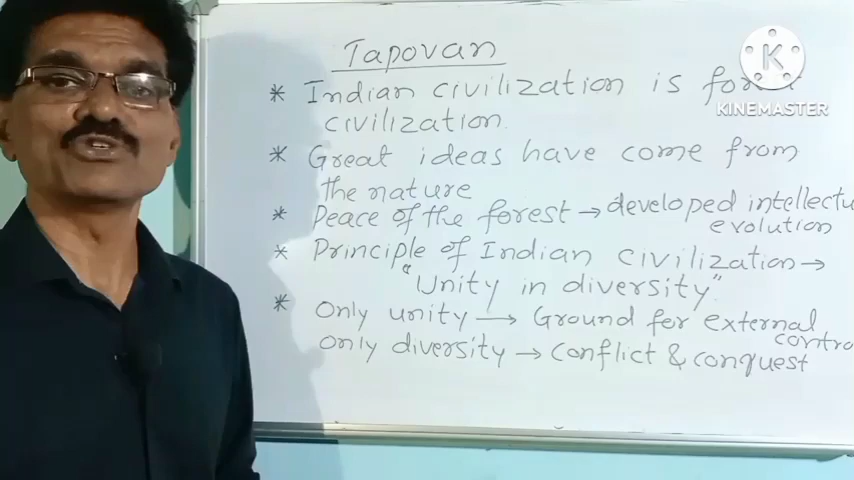 Tapovan
* Indian civilization is
civilization.
* Great ideas have come from
the nature
* Peace of the forest → developed
evolution
* Principle of Indian civilization →
"Unity in diversity".
* Only unity → Ground for external
only diversity → conflict & conquest
K
KINEMASTER